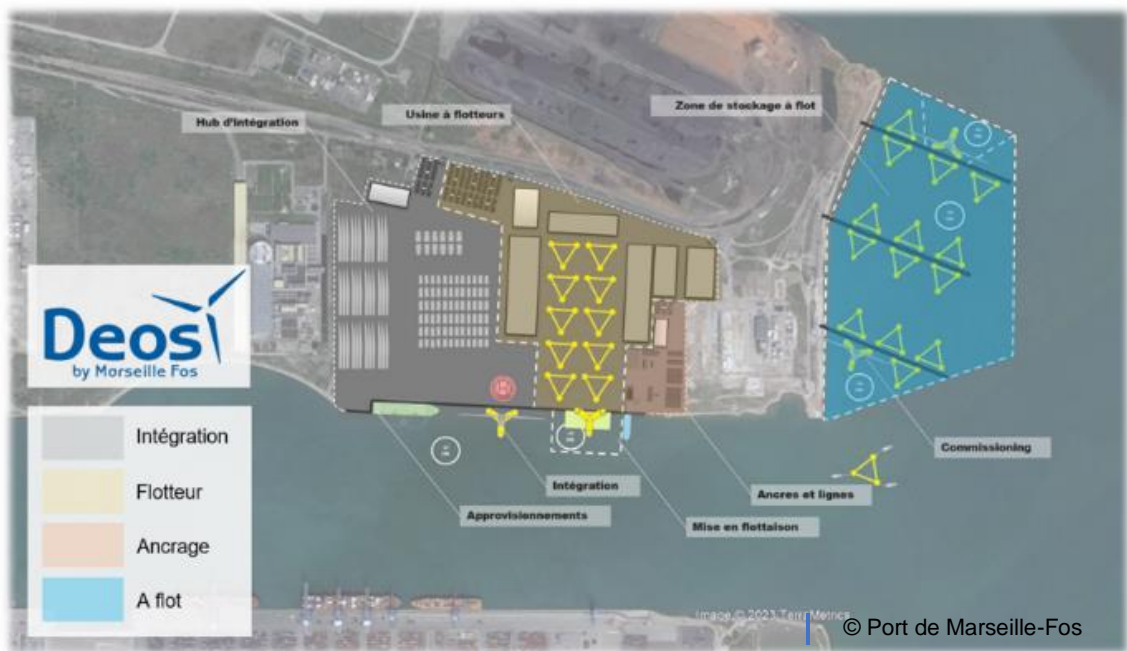 Hub d'intégration
Usine à flotteurs
Zone de stockage à flot
Deos
by Marseille Fos
Intégration
Flotteur
Ancrage
A flot
Intégration
Approvisionnements
Ancres et lignes
Mise en flottaison
Commissioning
Image © 2023 TerraMetrics
© Port de Marseille-Fos